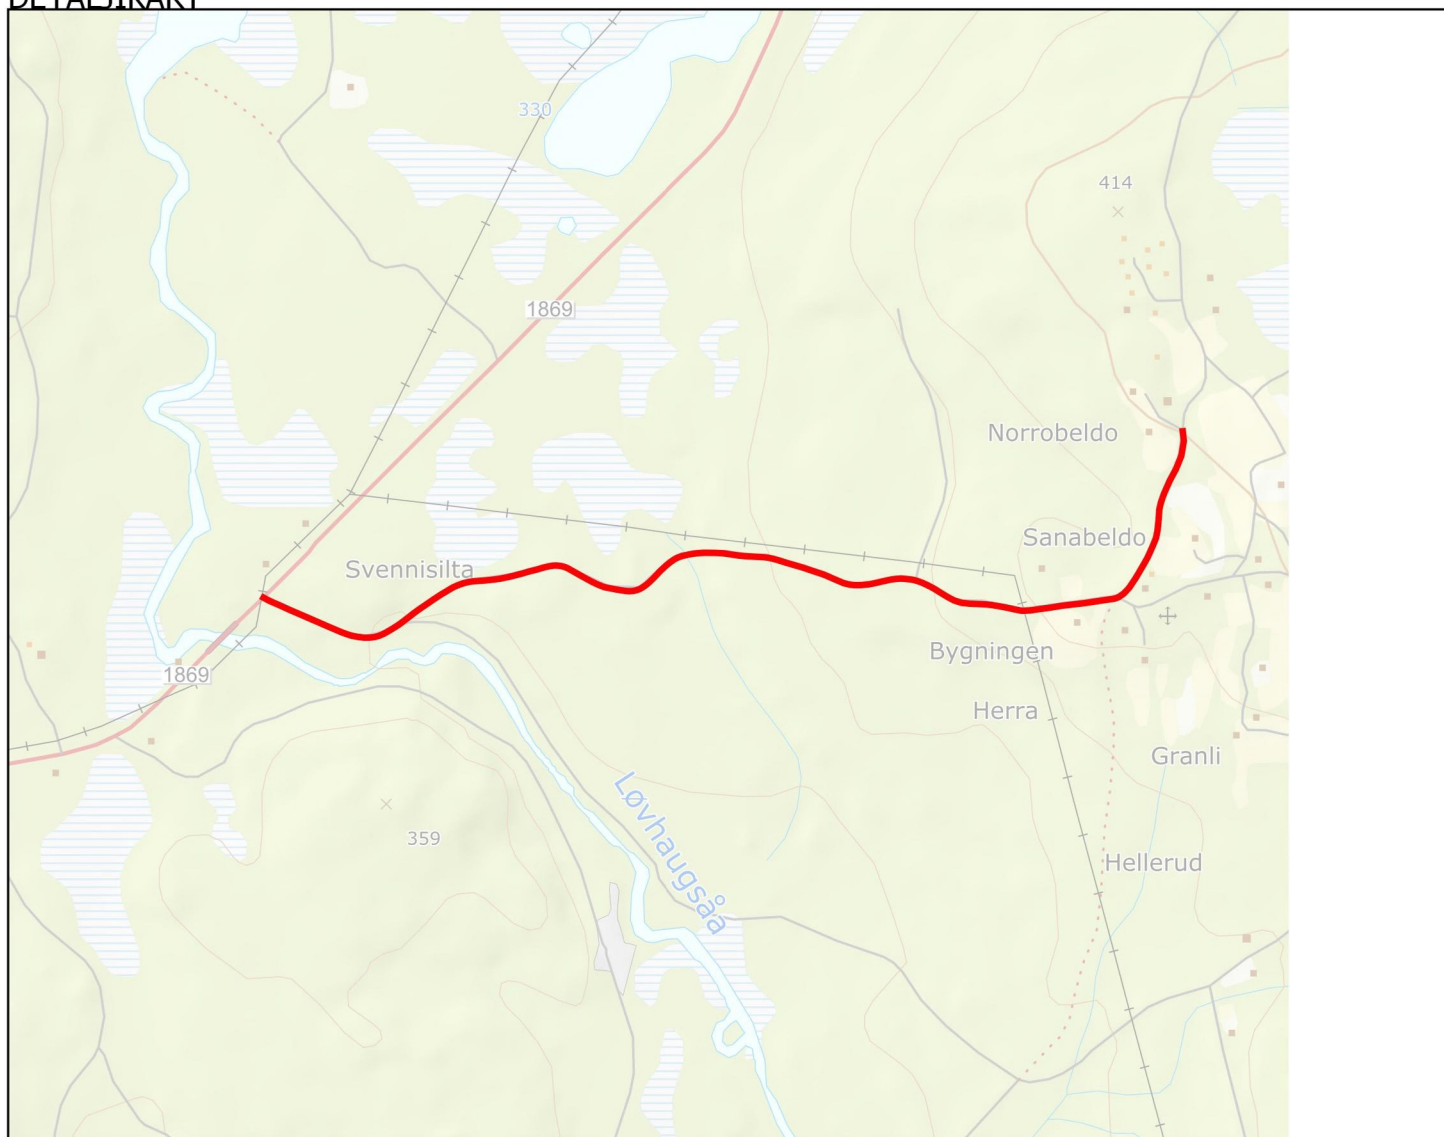 DETALJKART
330
414
1869
Norrobeldo
Sanabeldo
Svennisilta
Bygningen
1869
Herra
Granli
Løvhaugsåa
359
Hellerud